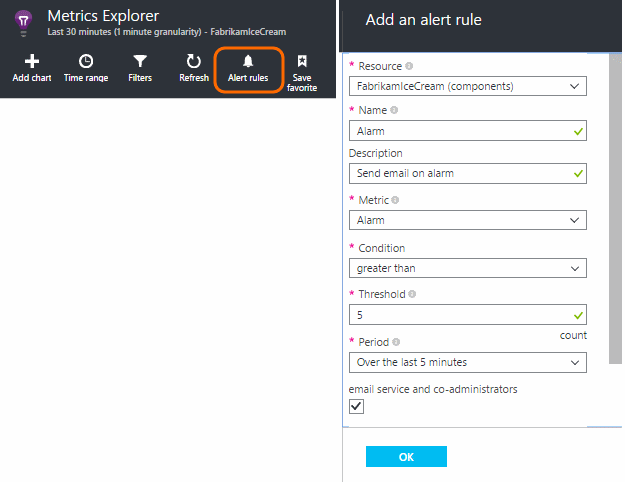 Metrics Explorer
Last 30 minutes (1 minute granularity) - FabrikamIceCream
Add chart
Time range
Filters
Refresh
Alert rules
Save favorite
Add an alert rule
* Resource
FabrikamIceCream (components)
* Name
Alarm
Description
Send email on alarm
* Metric
Alarm
* Condition
greater than
* Threshold
5
count
* Period
Over the last 5 minutes
email service and co-administrators
OK